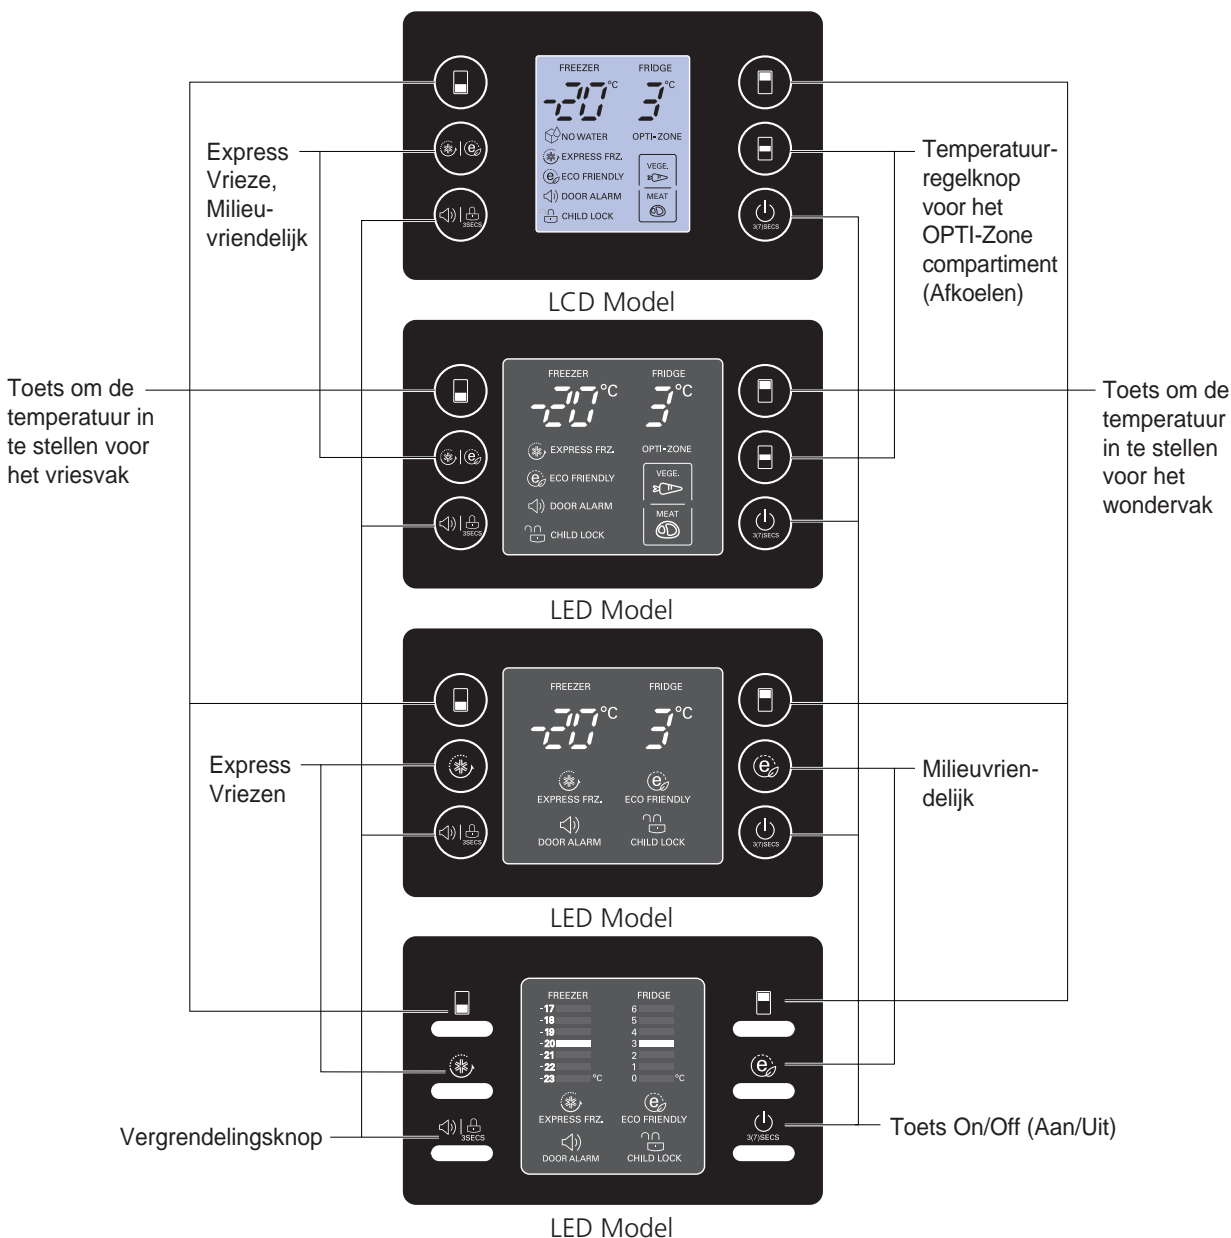 FREEZER FRIDGE
-20°C 3°C
NO WATER OPTI-ZONE
EXPRESS FRZ.
VEGE.
ECO FRIENDLY
DOOR ALARM
MEAT
CHILD LOCK
3SECS
3(7)SECS
Express
Vrieze,
Milieu-
vriendelijk
Temperatuur-
regelknop
voor het
OPTI-Zone
compartiment
(Afkoelen)
LCD Model
Toets om de
temperatuur in
te stellen voor
het vriesvak
FREEZER FRIDGE
-20°C 3°C
EXPRESS FRZ. OPTI-ZONE
VEGE.
ECO FRIENDLY
DOOR ALARM
MEAT
CHILD LOCK
3SECS
3(7)SECS
Toets om de
temperatuur
in te stellen
voor het
wondervak
LED Model
FREEZER FRIDGE
-20°C 3°C
EXPRESS FRZ. ECO FRIENDLY
DOOR ALARM CHILD LOCK
3SECS
3(7)SECS
Express
Vriezen
Milieuvrien-
delijk
LED Model
FREEZER FRIDGE
-17 6
-18 5
-19 4
-20 3
-21 2
-22 1
-23 °C 0 °C
EXPRESS FRZ. ECO FRIENDLY
DOOR ALARM CHILD LOCK
3SECS
3(7)SECS
Vergrendelingsknop
Toets On/Off (Aan/Uit)
LED Model